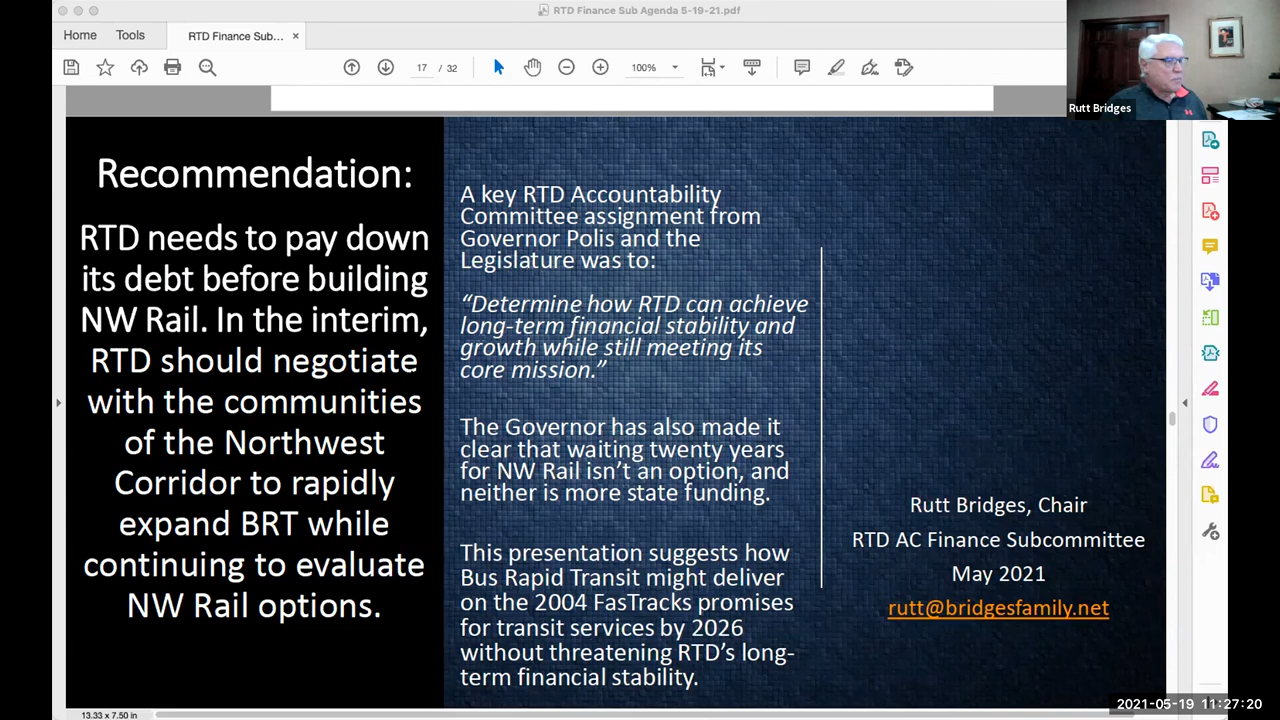 RTD Finance Sub Agenda 5-19-21.pdf
Home
Tools
RTD Finance Sub...
×
17 / 32
100%
Rutt Bridges
Recommendation:
RTD needs to pay down
its debt before building
NW Rail. In the interim,
RTD should negotiate
with the communities
of the Northwest
Corridor to rapidly
expand BRT while
continuing to evaluate
NW Rail options.
A key RTD Accountability
Committee assignment from
Governor Polis and the
Legislature was to:
“Determine how RTD can achieve
long-term financial stability and
growth while still meeting its
core mission.”
The Governor has also made it
clear that waiting twenty years
for NW Rail isn’t an option, and
neither is more state funding.
This presentation suggests how
Bus Rapid Transit might deliver
on the 2004 FasTracks promises
for transit services by 2026
without threatening RTD’s long-
term financial stability.
Rutt Bridges, Chair
RTD AC Finance Subcommittee
May 2021
rutt@bridgesfamily.net
13.33 x 7.50 in
2021-05-19 11:27:20